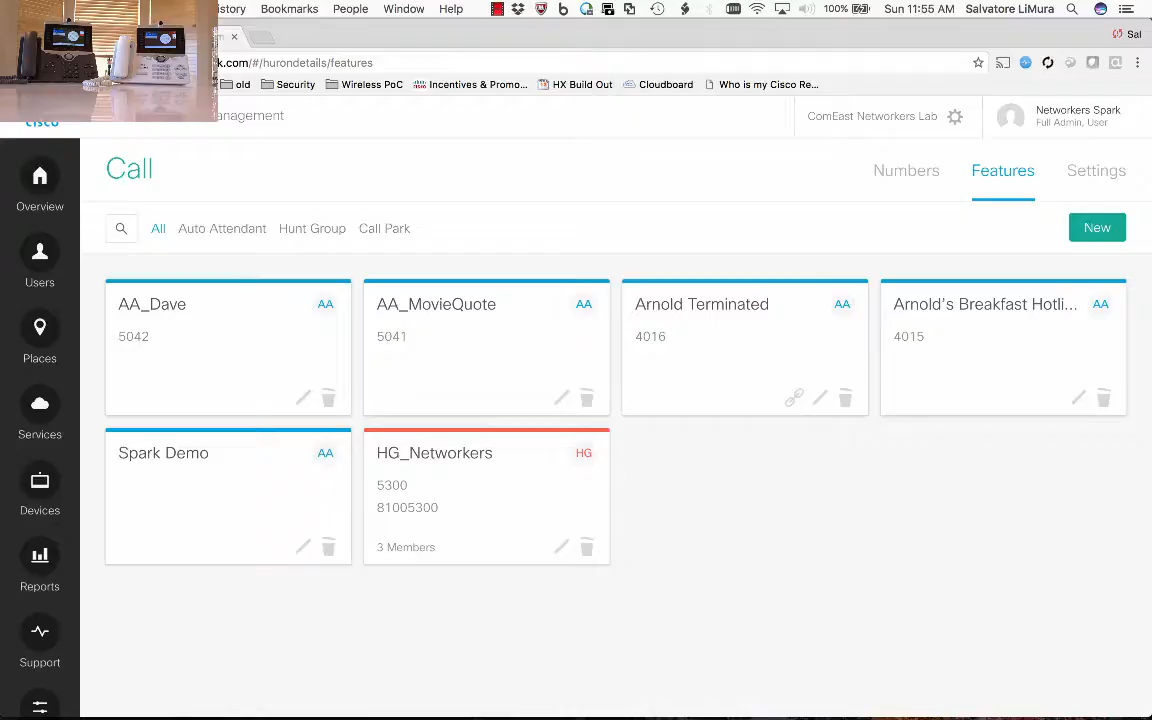 istory Bookmarks People Window Help 100% Sun 11:55 AM Salvatore LiMura
Sal
k.com/#/hurondetails/features
old Security Wireless PoC Incentives & Promo... HX Build Out Cloudboard Who is my Cisco Re...
cisco anagement ComEast Networkers Lab Networkers Spark
Full Admin, User
Overview
Users
Places
Services
Devices
Reports
Support
Call
Numbers Features Settings
All Auto Attendant Hunt Group Call Park New
AA_Dave AA
5042
AA_MovieQuote AA
5041
Arnold Terminated AA
4016
Arnold's Breakfast Hotli... AA
4015
Spark Demo AA
HG_Networkers HG
5300
81005300
3 Members